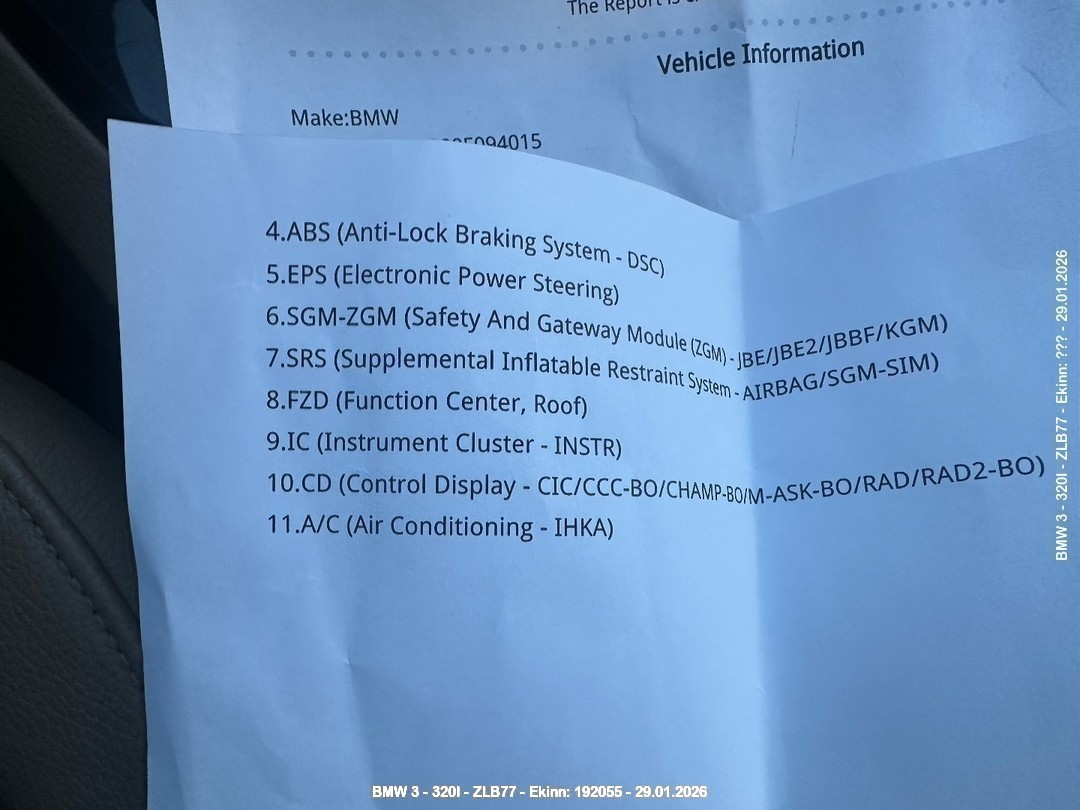 The Report is
Vehicle Information
Make:BMW
094015
4.ABS (Anti-Lock Braking System - DSC)
5.EPS (Electronic Power Steering)
6.SGM-ZGM (Safety And Gateway Module (ZGM) - JBE/JBE2/JBBF/KGM)
7.SRS (Supplemental Inflatable Restraint System - AIRBAG/SGM-SIM)
8.FZD (Function Center, Roof)
9.IC (Instrument Cluster - INSTR)
10.CD (Control Display - CIC/CCC-BO/CHAMP-BO/M-ASK-BO/RAD/RAD2-BO)
11.A/C (Air Conditioning - IHKA)
BMW 3 - 320I - ZLB77 - Ekinn: ??? - 29.01.2026
BMW 3 - 320I - ZLB77 - Ekinn: 192055 - 29.01.2026